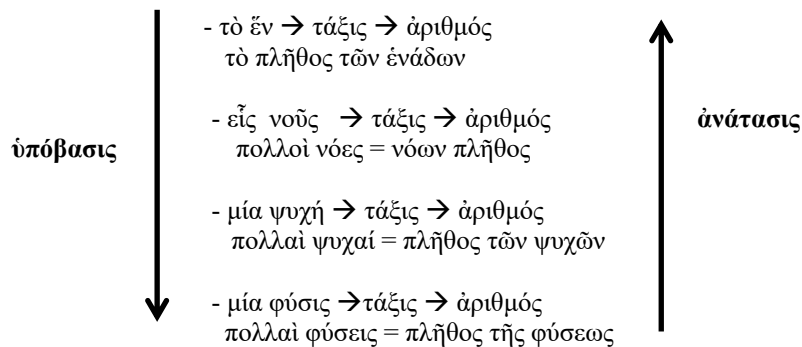 - τὸ ἕν → τάξις → ἀριθμός
τὸ πλῆθος τῶν ἑνάδων
- εἷς νοῦς → τάξις → ἀριθμός
πολλοὶ νόες = νόων πλῆθος
ὑπόβασις
ἀνάτασις
- μία ψυχή → τάξις → ἀριθμός
πολλαὶ ψυχαί = πλῆθος τῶν ψυχῶν
- μία φύσις →τάξις → ἀριθμός
πολλαὶ φύσεις = πλῆθος τῆς φύσεως